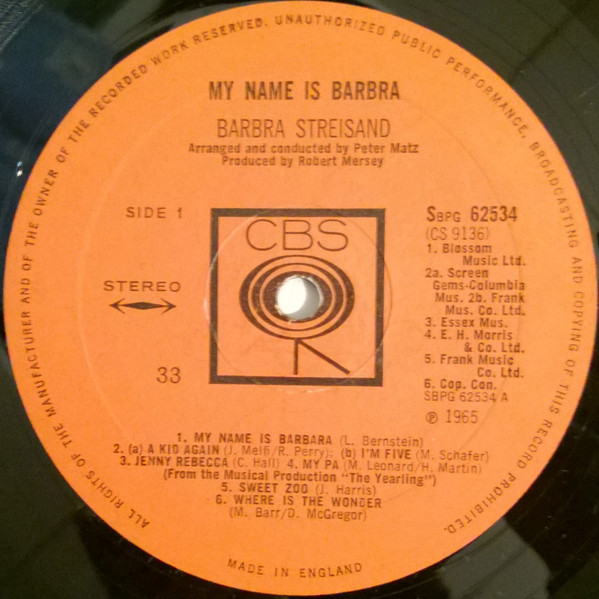 ALL RIGHTS OF THE MANUFACTURER AND OF THE OWNER OF THE RECORDED WORK RESERVED. UNAUTHORIZED PUBLIC PERFORMANCE, BROADCASTING AND COPYING OF THIS RECORD PROHIBITED.
MY NAME IS BARBRA
BARBRA STREISAND
Arranged and conducted by Peter Matz
Produced by Robert Mersey
SIDE 1
STEREO
33
CBS
SBPG 62534
(CS 9136)
1. Blossom
Music Ltd.
2a. Screen
Gems-Columbia
Mus. 2b. Frank
Mus. Co. Ltd.
3. Essex Mus.
4. E. H. Morris
& Co. Ltd.
5. Frank Music
Co. Ltd.
6. Cop. Con.
SBPG 62534 A
℗ 1965
1. MY NAME IS BARBARA (L. Bernstein)
2. (a) A KID AGAIN (J. Melfi/R. Perry); (b) I'M FIVE (M. Schafer)
3. JENNY REBECCA (C. Hall) 4. MY PA (M. Leonard/H. Martin)
(From the Musical Production "The Yearling")
5. SWEET ZOO (J. Harris)
6. WHERE IS THE WONDER
(M. Barr/D. McGregor)
MADE IN ENGLAND